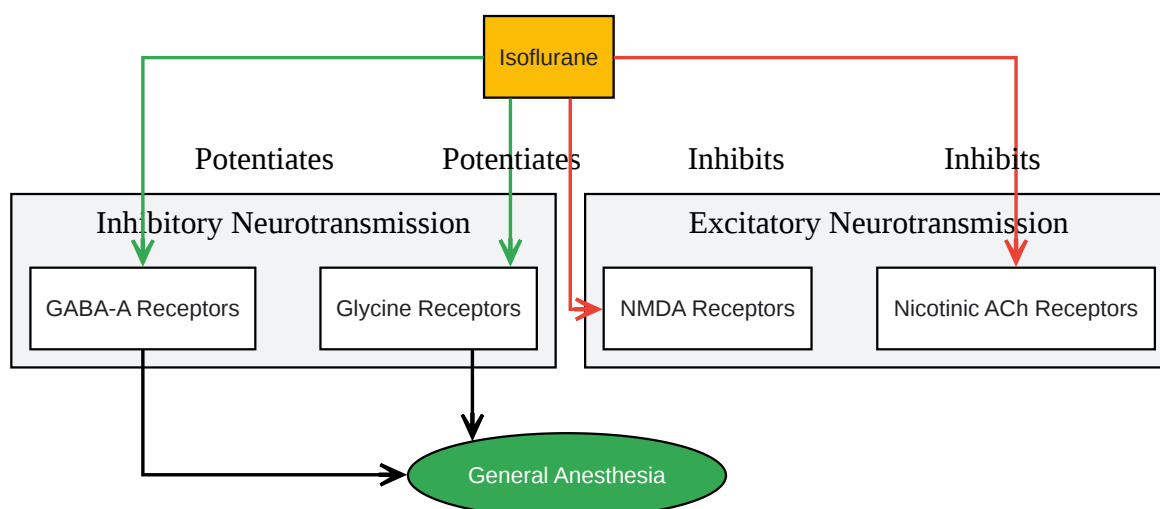 Isoflurane
Potentiates
Potentiates
Inhibits
Inhibits
Inhibitory Neurotransmission
Excitatory Neurotransmission
GABA-A Receptors
Glycine Receptors
NMDA Receptors
Nicotinic ACh Receptors
General Anesthesia